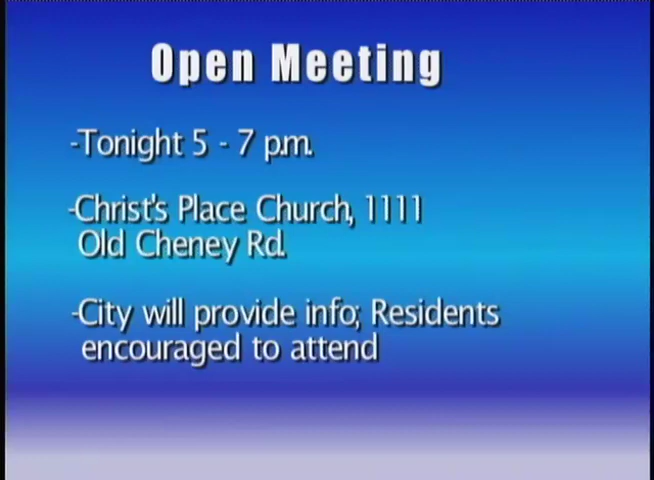 Open Meeting
-Tonight 5 - 7 p.m.
-Christ's Place Church, 1111
Old Cheney Rd.
-City will provide info; Residents
encouraged to attend